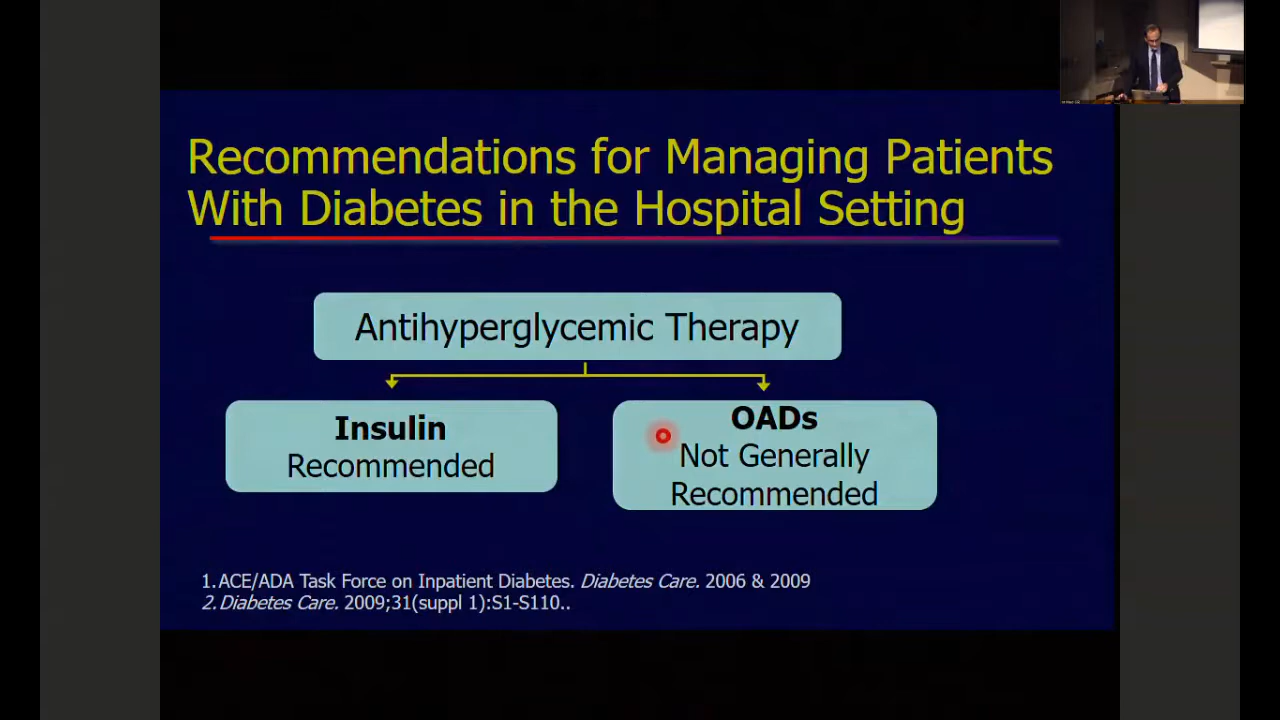 Recommendations for Managing Patients
With Diabetes in the Hospital Setting
Antihyperglycemic Therapy
Insulin
Recommended
OADs
Not Generally
Recommended
1. ACE/ADA Task Force on Inpatient Diabetes. Diabetes Care. 2006 & 2009
2. Diabetes Care. 2009;31(suppl 1):S1-S110..